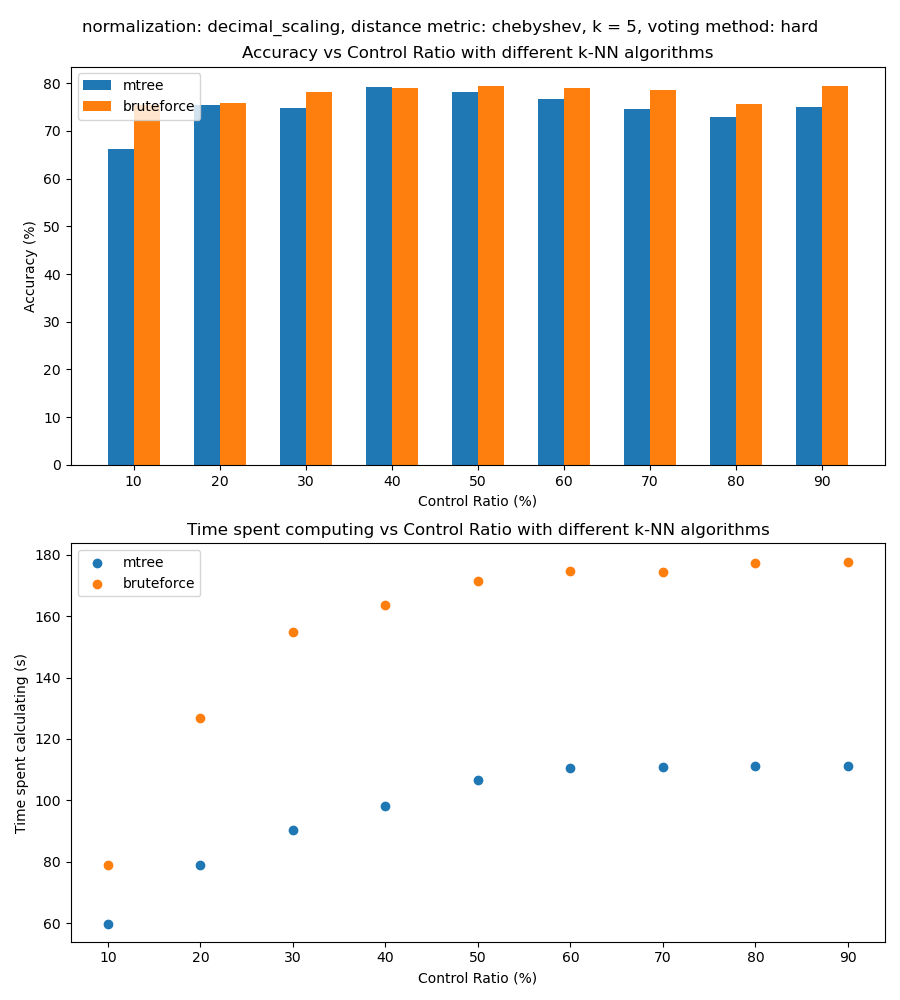 normalization: decimal_scaling, distance metric: chebyshev, k = 5, voting method: hard
Accuracy vs Control Ratio with different k-NN algorithms
mtree
bruteforce
80
70
60
50
40
30
20
10
0
Accuracy (%)
10 20 30 40 50 60 70 80 90
Control Ratio (%)
Time spent computing vs Control Ratio with different k-NN algorithms
mtree
bruteforce
180
160
140
120
100
80
60
Time spent calculating (s)
10 20 30 40 50 60 70 80 90
Control Ratio (%)